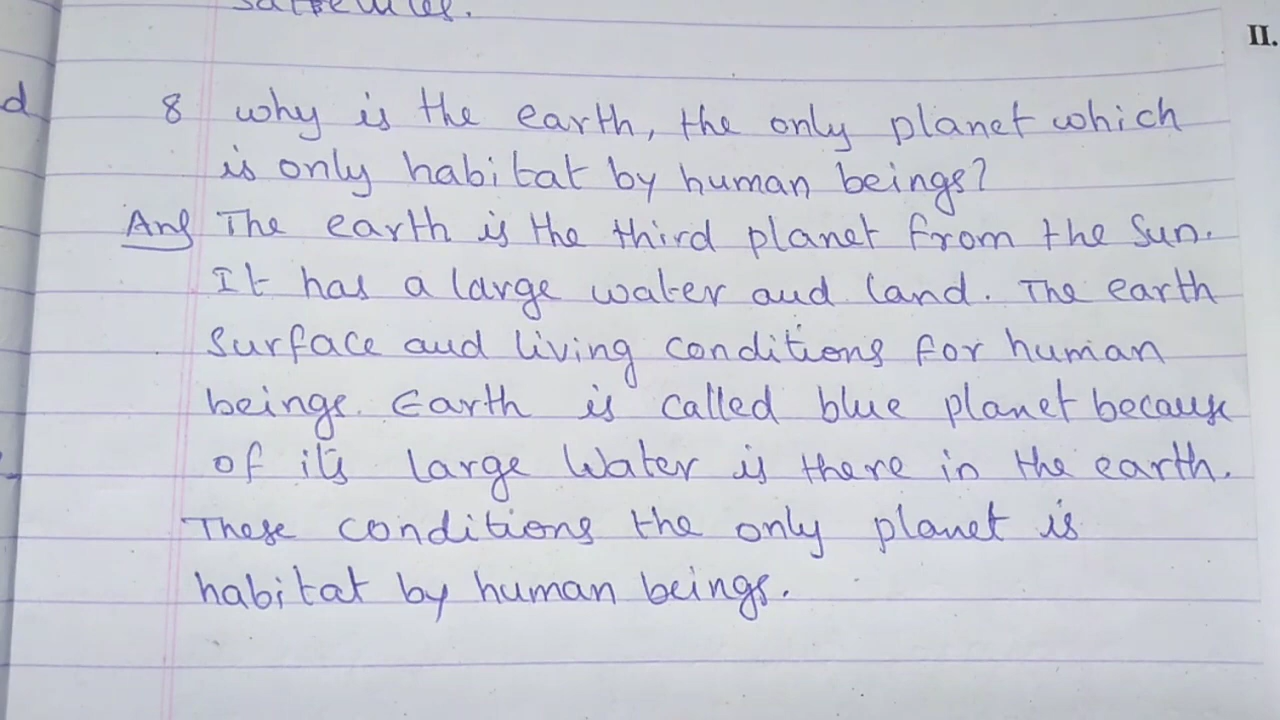 satellites.
II.
d
8 why is the earth, the only planet which
is only habitat by human beings?
Ans The earth is the third planet from the Sun.
It has a large water and land. The earth
Surface and living conditions for human
beings. Earth is called blue planet because
of its large Water is there in the earth.
These conditions the only planet is
habitat by human beings.